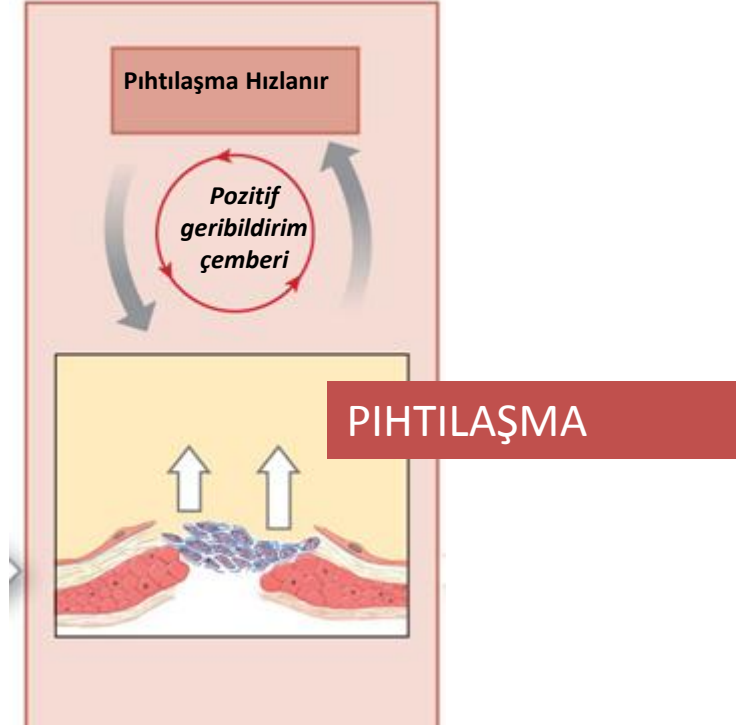 Pıhtılaşma Hızlanır
Pozitif
geribildirim
çemberi
PIHTILAŞMA